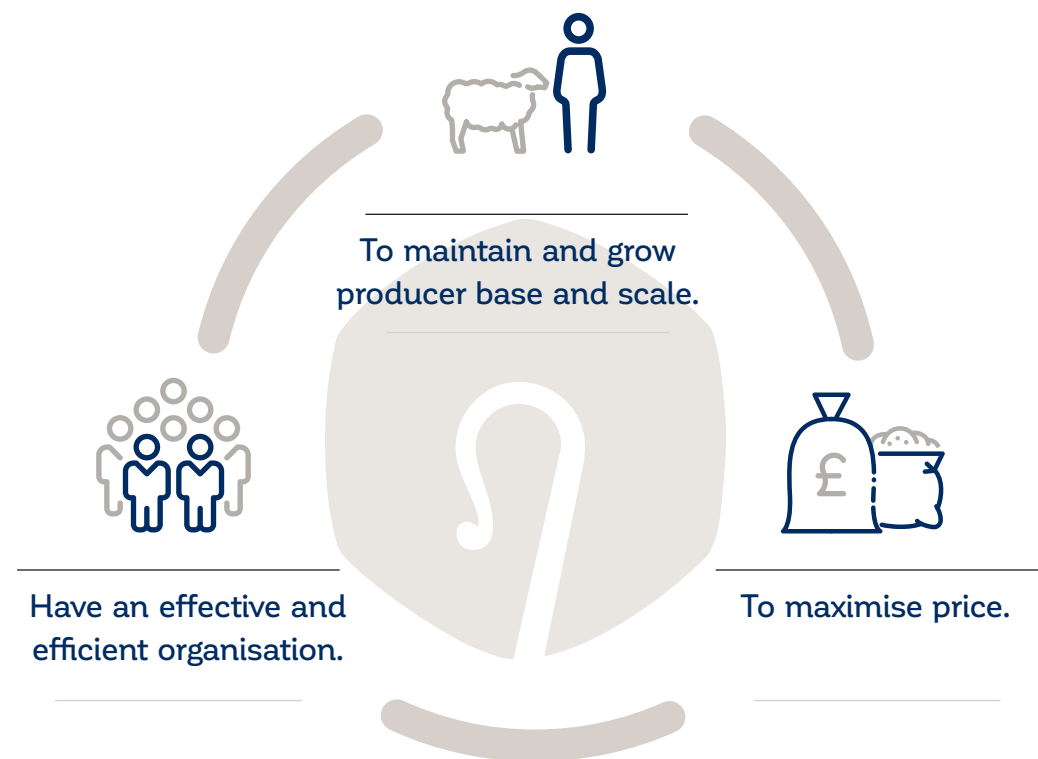 To maintain and grow
producer base and scale.
£
Have an effective and
efficient organisation.
To maximise price.